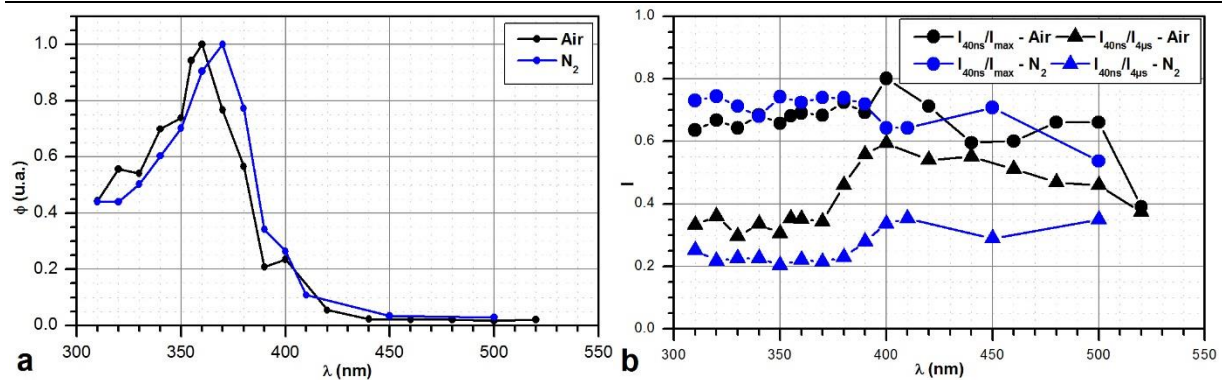 1.0
0.8
0.6
0.4
0.2
0.0
ϕ (u.a.)
Air
N2
300 350 400 450 500 550
λ (nm)
a
1.0
0.8
0.6
0.4
0.2
0.0
I
I40ns/Imax - Air I40ns/I4μs - Air
I40ns/Imax - N2 I40ns/I4μs - N2
300 350 400 450 500 550
λ (nm)
b